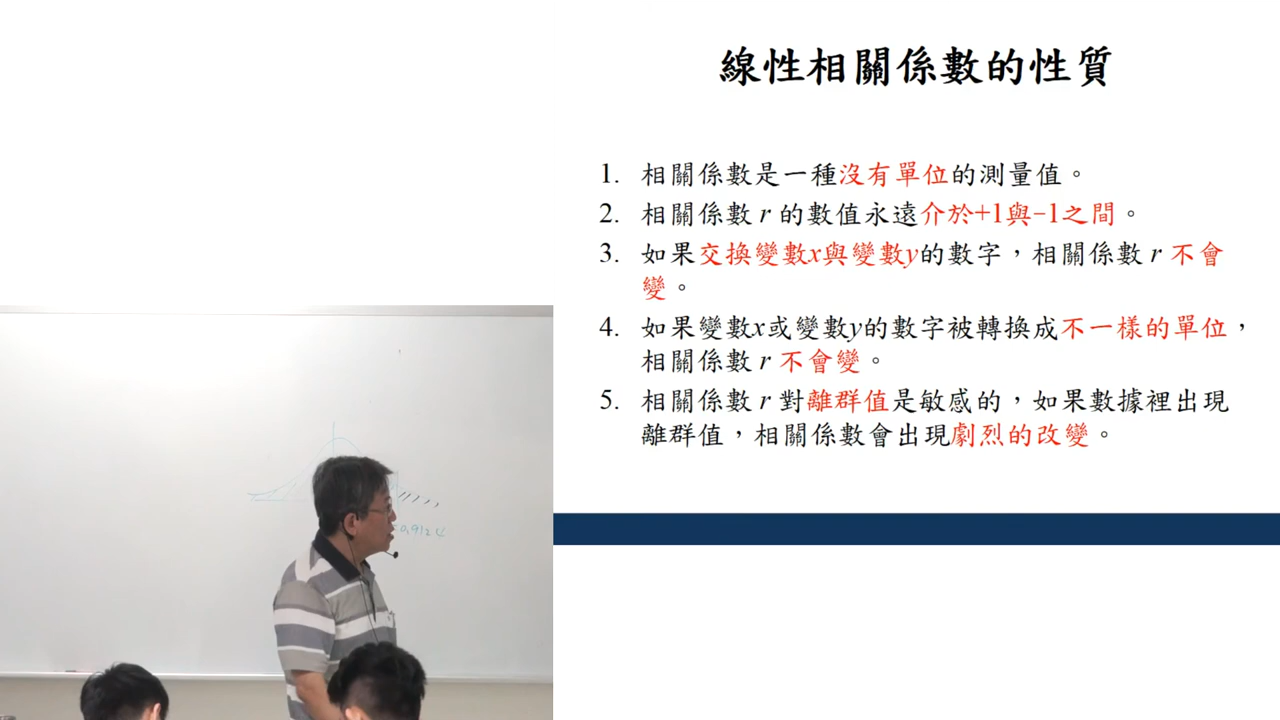 線性相關係數的性質
1. 相關係數是一種沒有單位的測量值。
2. 相關係數 r 的數值永遠介於+1與-1之間。
3. 如果交換變數x與變數y的數字，相關係數 r 不會
變。
4. 如果變數x或變數y的數字被轉換成不一樣的單位，
相關係數 r 不會變。
5. 相關係數 r 對離群值是敏感的，如果數據裡出現
離群值，相關係數會出現劇烈的改變。
0.912